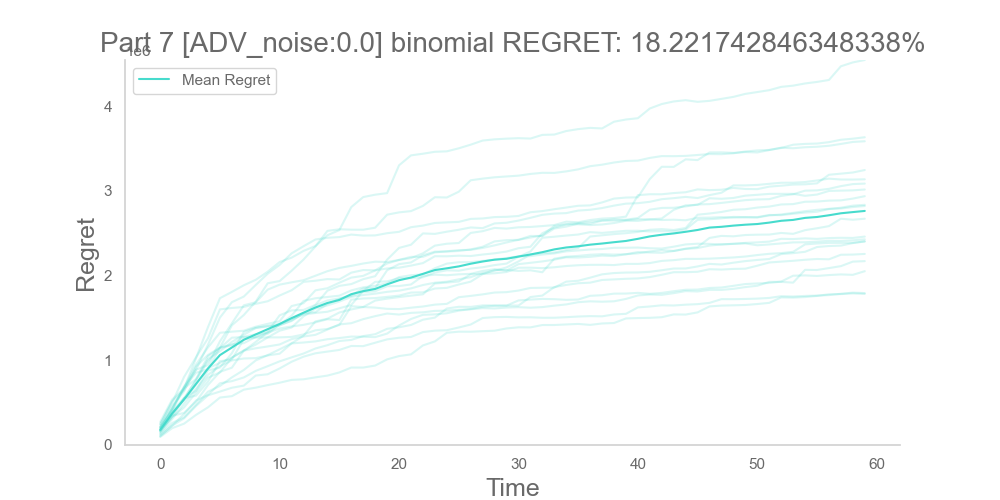 Part 7 [ADV_noise:0.0] binomial REGRET: 18.221742846348338%
1e6
Mean Regret
4
3
2
1
0
Regret
0 10 20 30 40 50 60
Time